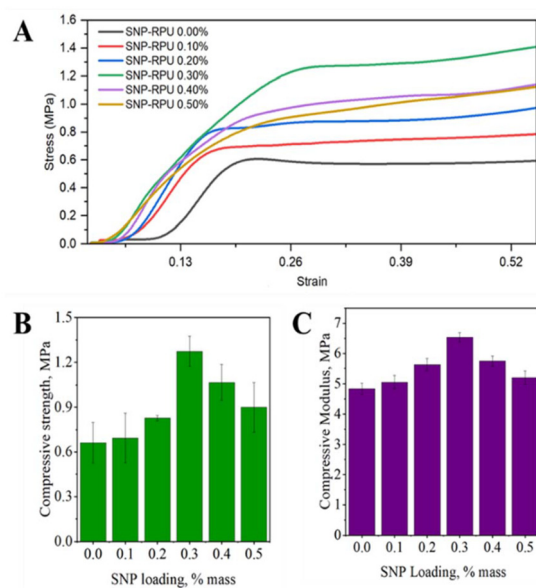 A
SNP-RPU 0.00%
SNP-RPU 0.10%
SNP-RPU 0.20%
SNP-RPU 0.30%
SNP-RPU 0.40%
SNP-RPU 0.50%
Stress (MPa)
1.6
1.4
1.2
1.0
0.8
0.6
0.4
0.2
0.0
0.13 0.26 0.39 0.52
Strain
B
Compressive strength, MPa
1.5
1.2
0.9
0.6
0.3
0.0
0.0 0.1 0.2 0.3 0.4 0.5
SNP loading, % mass
C
Compressive Modulus, MPa
7
6
5
4
3
2
1
0
0.0 0.1 0.2 0.3 0.4 0.5
SNP Loading, % mass